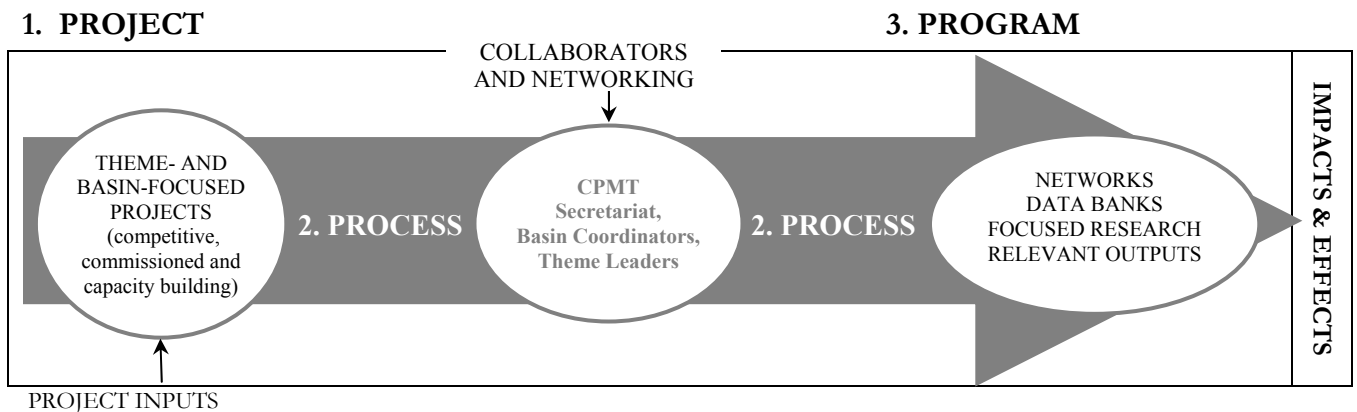 1. PROJECT
3. PROGRAM
COLLABORATORS
AND NETWORKING
THEME- AND
BASIN-FOCUSED
PROJECTS
(competitive,
commissioned and
capacity building)
2. PROCESS
CPMT
Secretariat,
Basin Coordinators,
Theme Leaders
2. PROCESS
NETWORKS
DATA BANKS
FOCUSED RESEARCH
RELEVANT OUTPUTS
IMPACTS & EFFECTS
PROJECT INPUTS